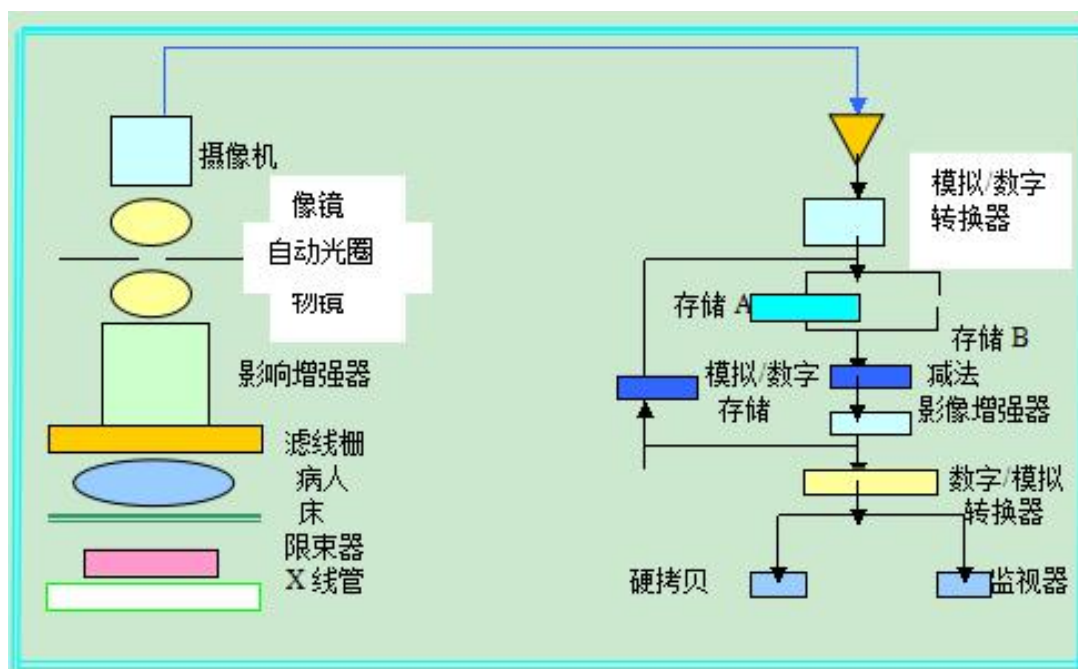 摄像机
像镜
自动光圈
物镜
影响增强器
滤线栅
病人
床
限束器
X 线管
模拟/数字
转换器
存储 A
存储 B
模拟/数字
存储
减法
影像增强器
数字/模拟
转换器
硬拷贝
监视器